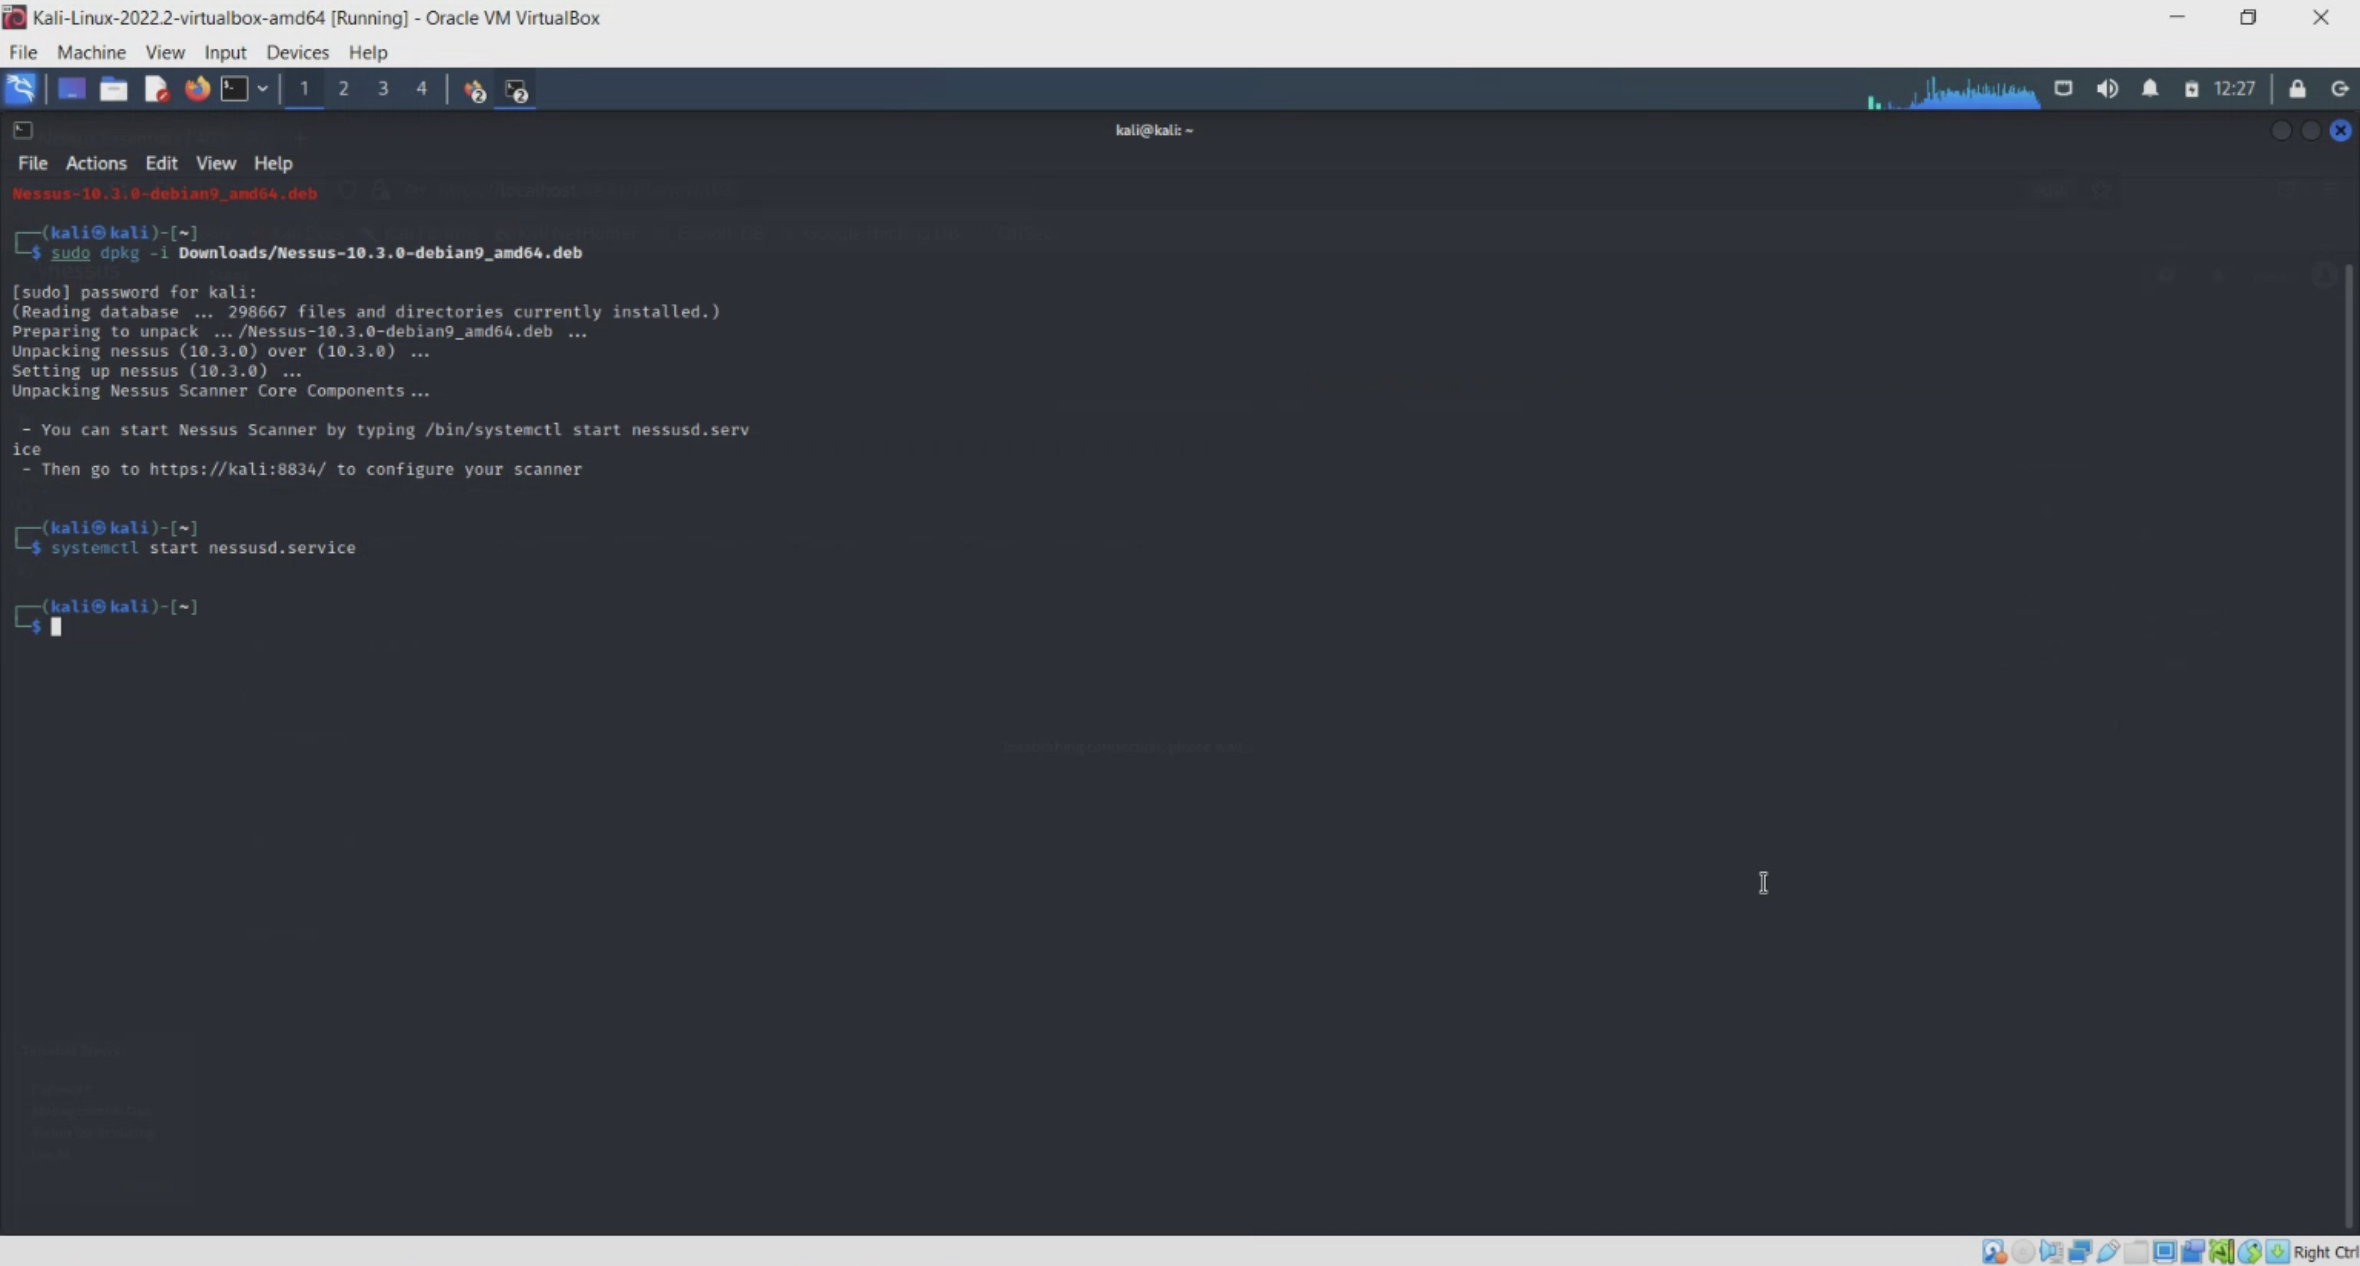 Kali-Linux-2022.2-virtualbox-amd64 [Running] - Oracle VM VirtualBox
File Machine View Input Devices Help
1 2 3 4 2 2 12:27
kali@kali: ~
File Actions Edit View Help
Nessus-10.3.0-debian9_amd64.deb
┌──(kali㉿kali)-[~]
└─$ sudo dpkg -i Downloads/Nessus-10.3.0-debian9_amd64.deb
[sudo] password for kali:
(Reading database ... 298667 files and directories currently installed.)
Preparing to unpack .../Nessus-10.3.0-debian9_amd64.deb ...
Unpacking nessus (10.3.0) over (10.3.0) ...
Setting up nessus (10.3.0) ...
Unpacking Nessus Scanner Core Components...
- You can start Nessus Scanner by typing /bin/systemctl start nessusd.serv
ice
- Then go to https://kali:8834/ to configure your scanner
┌──(kali㉿kali)-[~]
└─$ systemctl start nessusd.service
┌──(kali㉿kali)-[~]
└─$
Right Ctrl